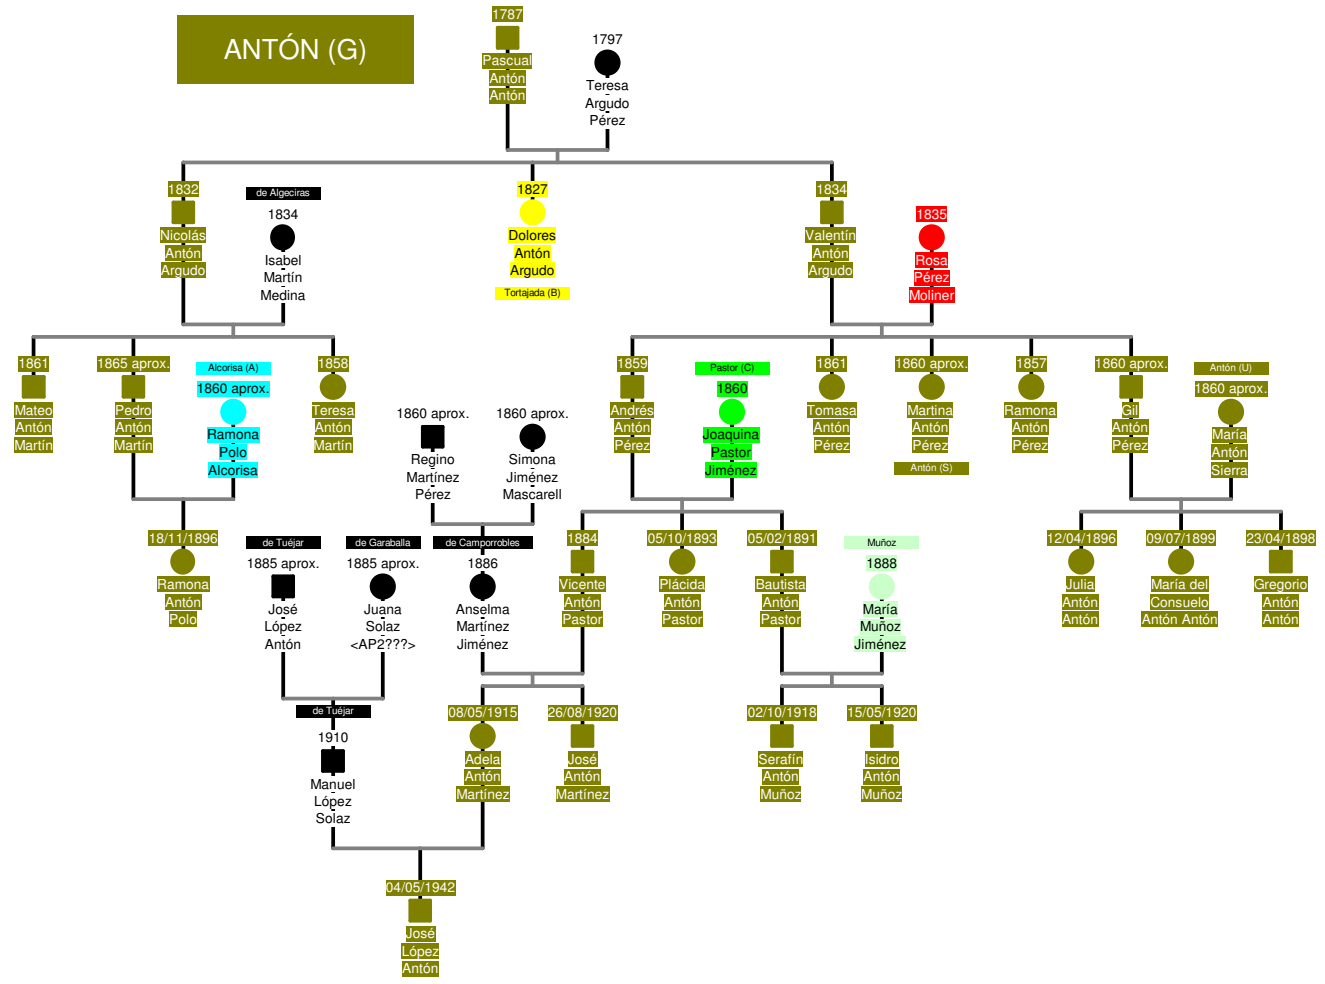 ANTÓN (G)
1787
Pascual
Antón
Antón
1797
Teresa
Argudo
Pérez
1832
Nicolás
Antón
Argudo
de Algeciras
1834
Isabel
Martín
Medina
1827
Dolores
Antón
Argudo
Tortajada (B)
1834
Valentín
Antón
Argudo
1835
Rosa
Pérez
Moliner
1861
Mateo
Antón
Martín
1865 aprox.
Pedro
Antón
Martín
Alcorisa (A)
1860 aprox.
Ramona
Polo
Alcorisa
1858
Teresa
Antón
Martín
1860 aprox.
Regino
Martínez
Pérez
1860 aprox.
Simona
Jiménez
Mascarell
1859
Andrés
Antón
Pérez
Pastor (C)
1860
Joaquina
Pastor
Jiménez
1861
Tomasa
Antón
Pérez
1860 aprox.
Martina
Antón
Pérez
Antón (S)
1857
Ramona
Antón
Pérez
1860 aprox.
Gil
Antón
Pérez
Antón (U)
1860 aprox.
María
Antón
Sierra
18/11/1896
Ramona
Antón
Polo
de Tuéjar
1885 aprox.
José
López
Antón
de Garaballa
1885 aprox.
Juana
Solaz
<AP2???>
de Camporrobles
1886
Anselma
Martínez
Jiménez
1884
Vicente
Antón
Pastor
05/10/1893
Plácida
Antón
Pastor
05/02/1891
Bautista
Antón
Pastor
Muñoz
1888
María
Muñoz
Jiménez
12/04/1896
Julia
Antón
Antón
09/07/1899
María del
Consuelo
Antón Antón
23/04/1898
Gregorio
Antón
Antón
de Tuéjar
1910
Manuel
López
Solaz
08/05/1915
Adela
Antón
Martínez
26/08/1920
José
Antón
Martínez
02/10/1918
Serafín
Antón
Muñoz
15/05/1920
Isidro
Antón
Muñoz
04/05/1942
José
López
Antón